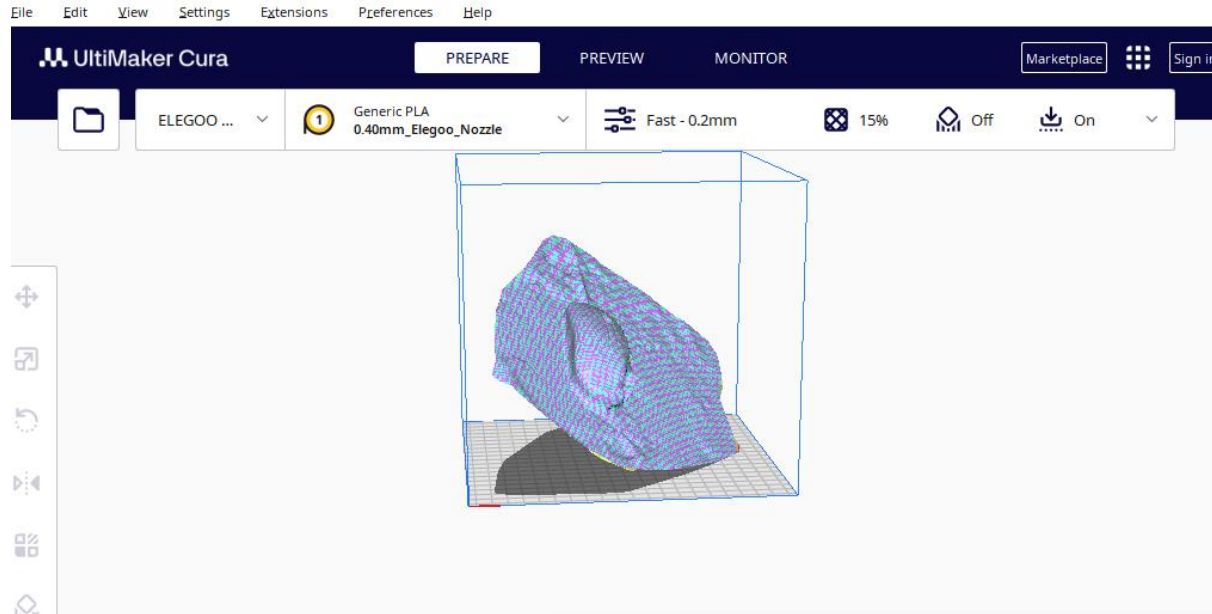 File Edit View Settings Extensions Preferences Help
UltiMaker Cura PREPARE PREVIEW MONITOR Marketplace Sign in
ELEGOO ... 1 Generic PLA Fast - 0.2mm 15% Off On
0.40mm_Elegoo_Nozzle